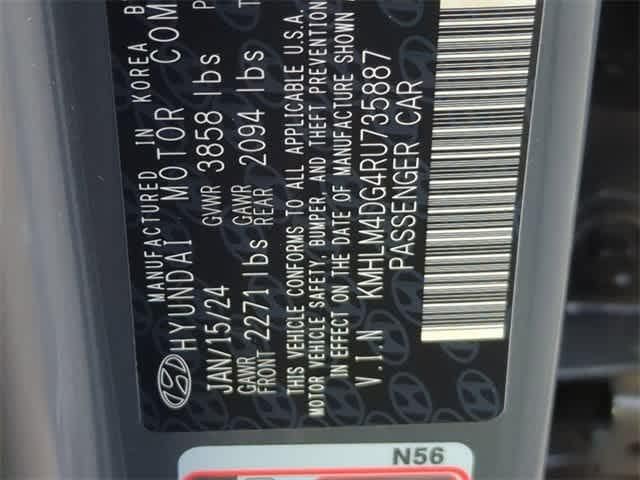 MANUFACTURED IN KOREA B
HYUNDAI MOTOR COM
JAN/15/24 GVWR 3858 lbs
GAWR FRONT 2271 lbs GAWR REAR 2094 lbs
THIS VEHICLE CONFORMS TO ALL APPLICABLE U.S.A.
MOTOR VEHICLE SAFETY, BUMPER, AND THEFT PREVENTION
IN EFFECT ON THE DATE OF MANUFACTURE SHOWN A
V.I.N KMHLM4DG4RU735887
PASSENGER CAR
N56